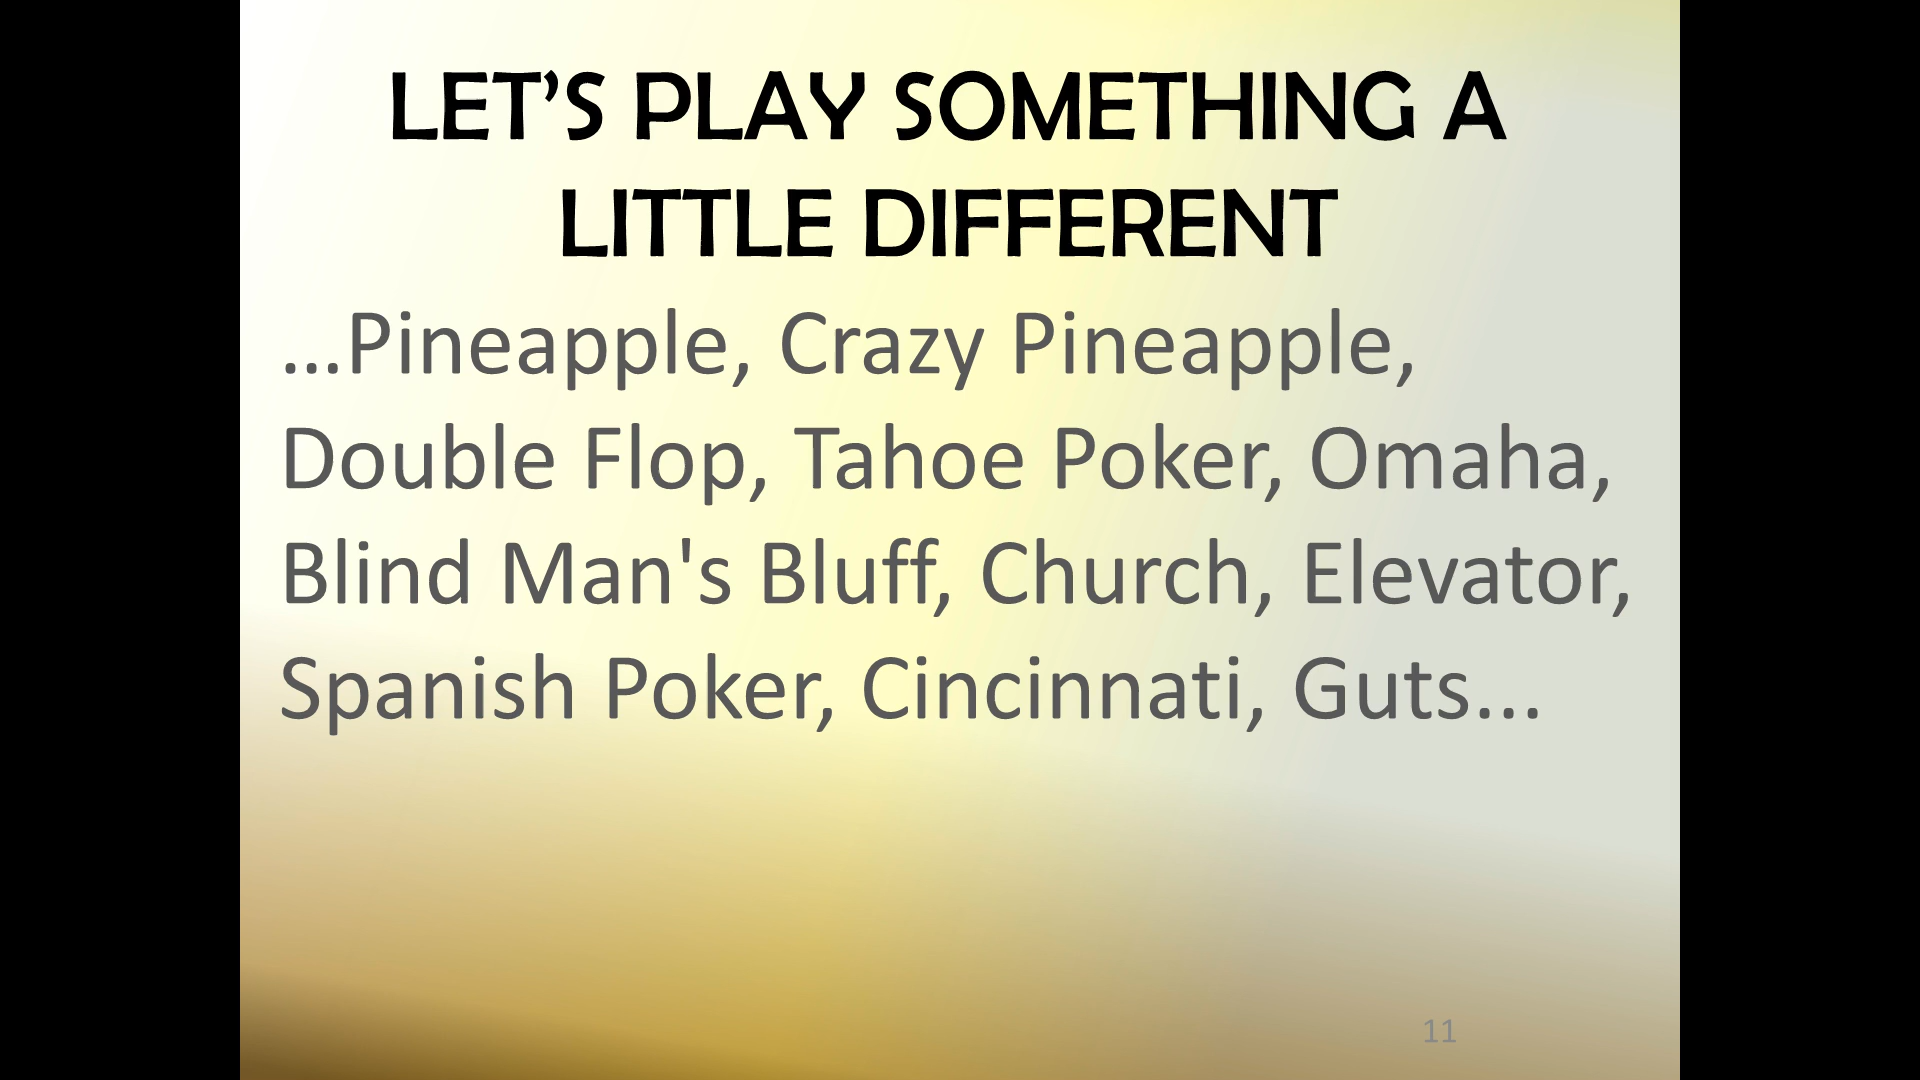 LET’S PLAY SOMETHING A
LITTLE DIFFERENT
...Pineapple, Crazy Pineapple,
Double Flop, Tahoe Poker, Omaha,
Blind Man's Bluff, Church, Elevator,
Spanish Poker, Cincinnati, Guts...
11